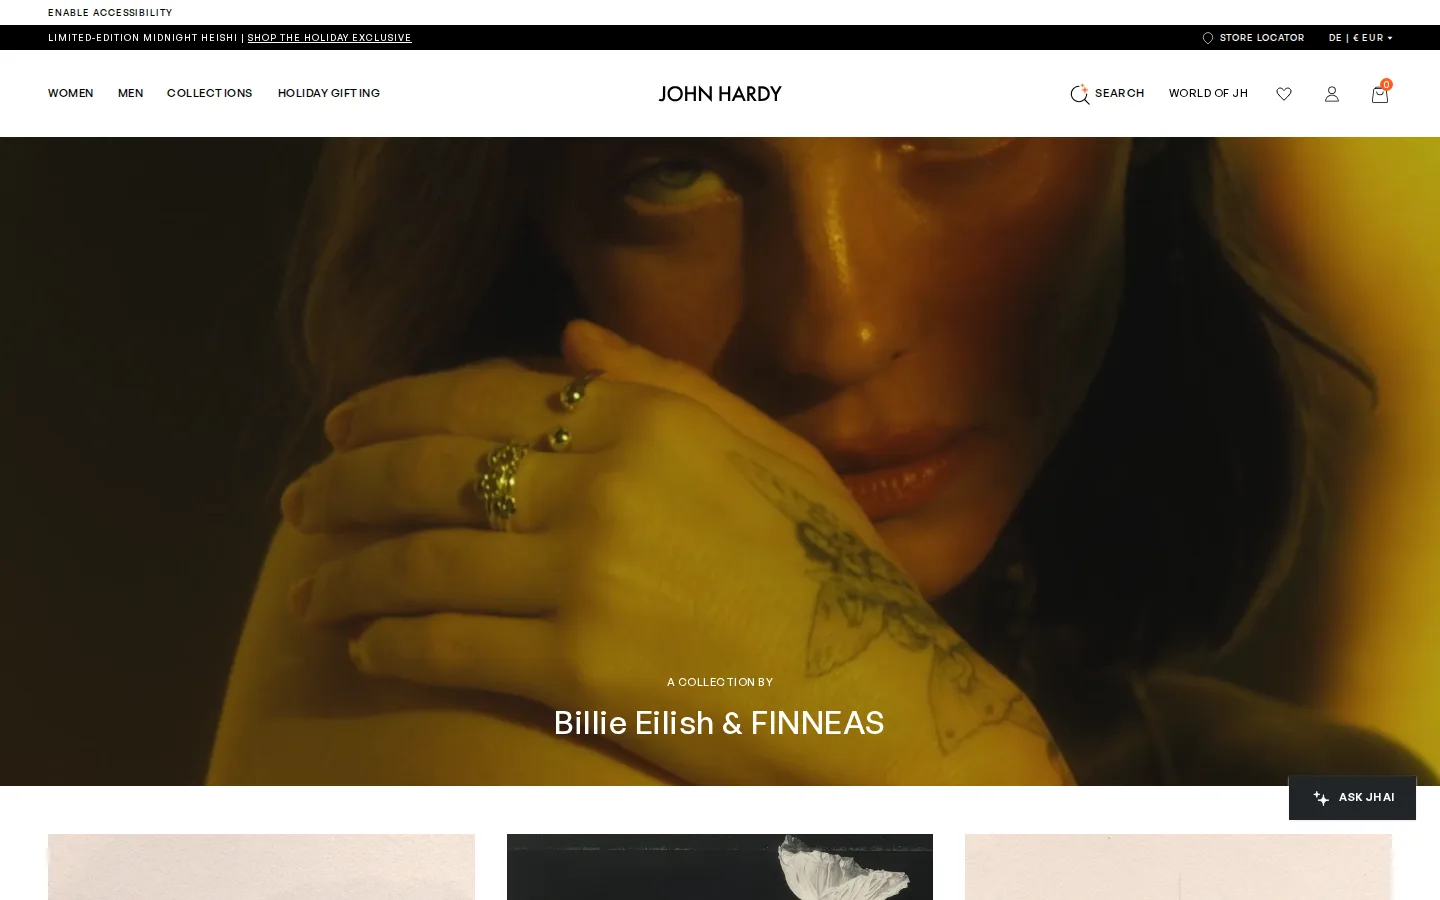 ENABLE ACCESSIBILITY
LIMITED-EDITION MIDNIGHT HEISHI | SHOP THE HOLIDAY EXCLUSIVE
STORE LOCATOR
DE | € EUR
WOMEN
MEN
COLLECTIONS
HOLIDAY GIFTING
JOHN HARDY
SEARCH
WORLD OF JH
0
A COLLECTION BY
Billie Eilish & FINNEAS
ASK JHAI